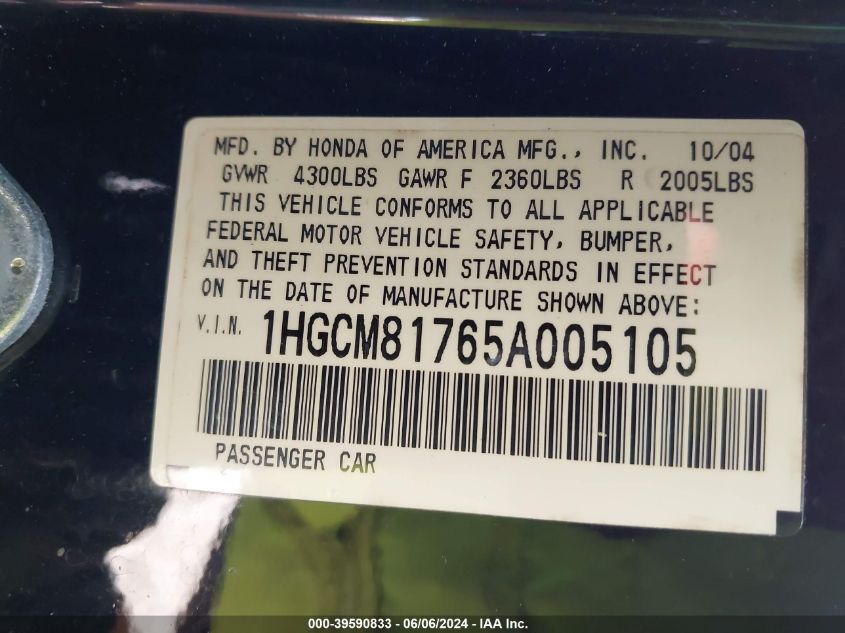 MFD. BY HONDA OF AMERICA MFG., INC. 10/04
GVWR 4300LBS GAWR F 2360LBS R 2005LBS
THIS VEHICLE CONFORMS TO ALL APPLICABLE
FEDERAL MOTOR VEHICLE SAFETY, BUMPER,
AND THEFT PREVENTION STANDARDS IN EFFECT
ON THE DATE OF MANUFACTURE SHOWN ABOVE:
V.I.N. 1HGCM81765A005105
PASSENGER CAR
000-39590833 - 06/06/2024 - IAA Inc.